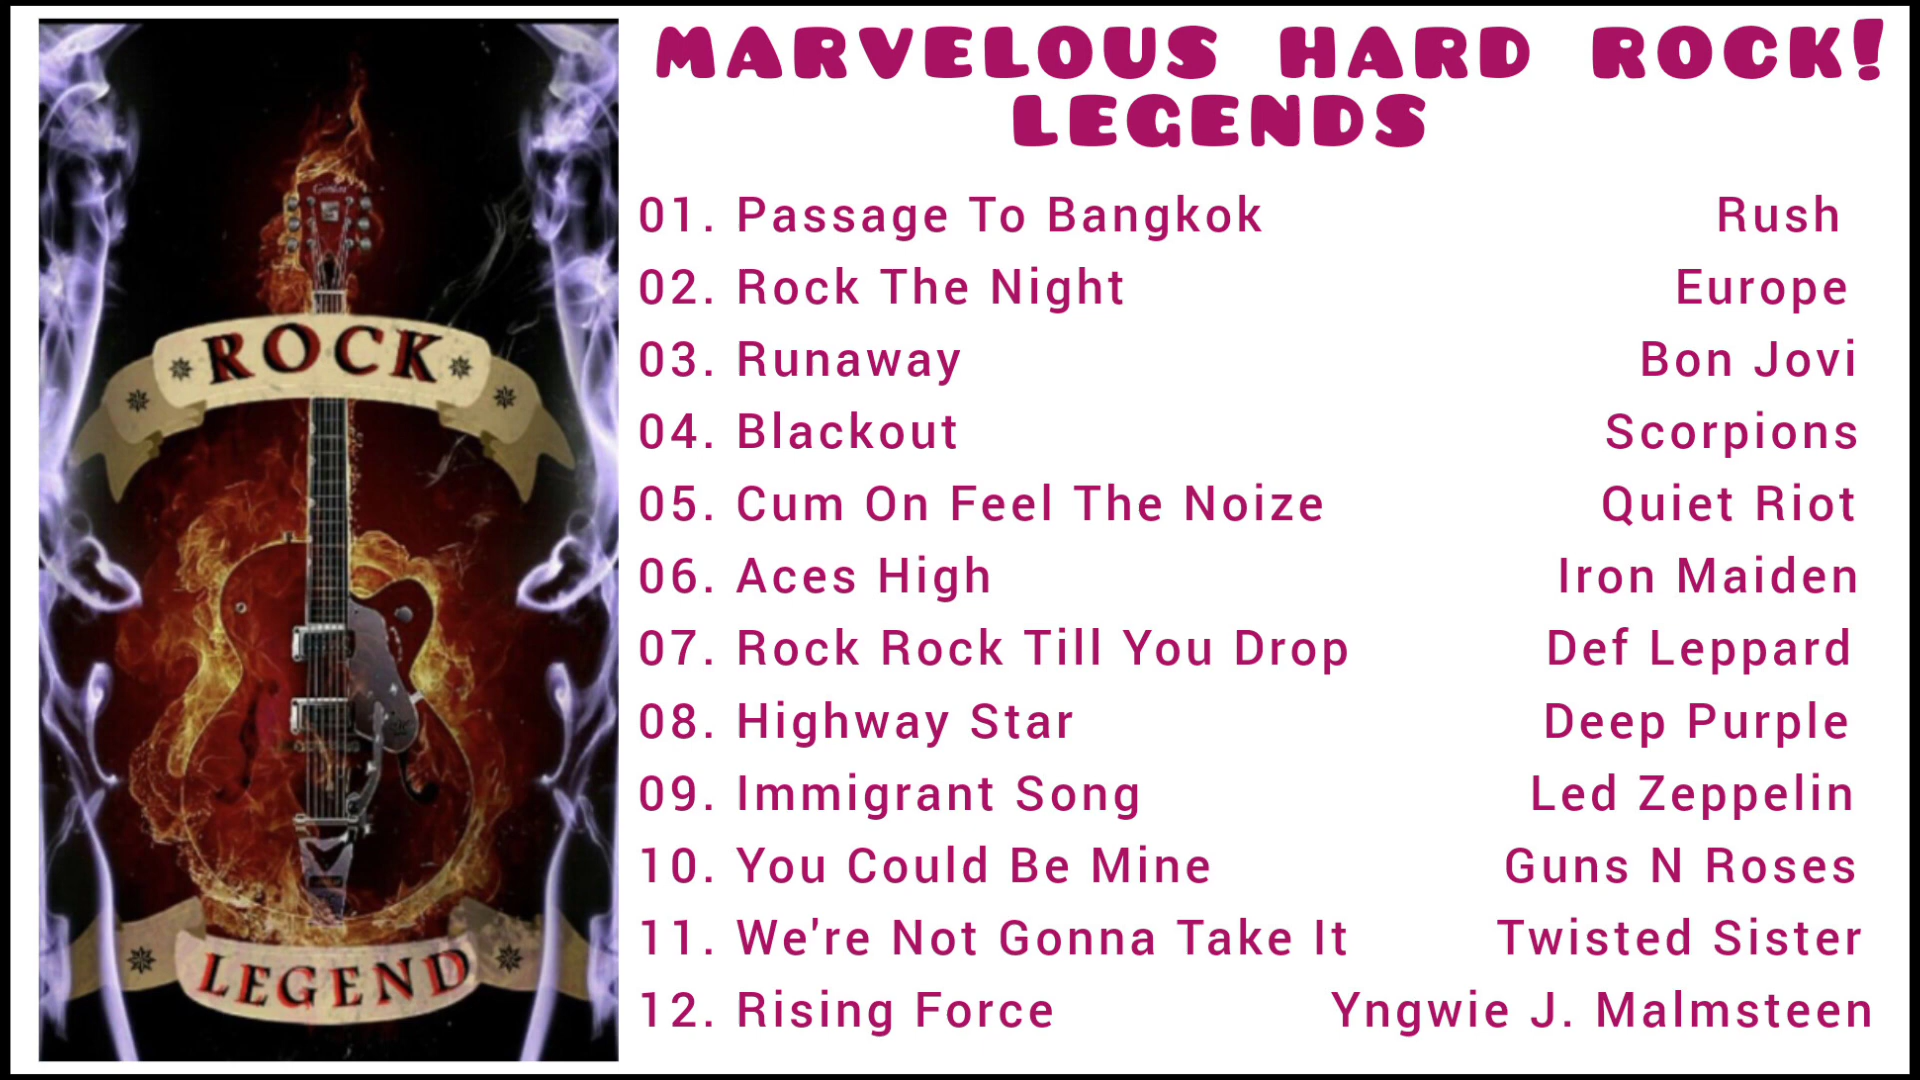 MARVELOUS HARD ROCK!
LEGENDS
ROCK
LEGEND
01. Passage To Bangkok Rush
02. Rock The Night Europe
03. Runaway Bon Jovi
04. Blackout Scorpions
05. Cum On Feel The Noize Quiet Riot
06. Aces High Iron Maiden
07. Rock Rock Till You Drop Def Leppard
08. Highway Star Deep Purple
09. Immigrant Song Led Zeppelin
10. You Could Be Mine Guns N Roses
11. We're Not Gonna Take It Twisted Sister
12. Rising Force Yngwie J. Malmsteen